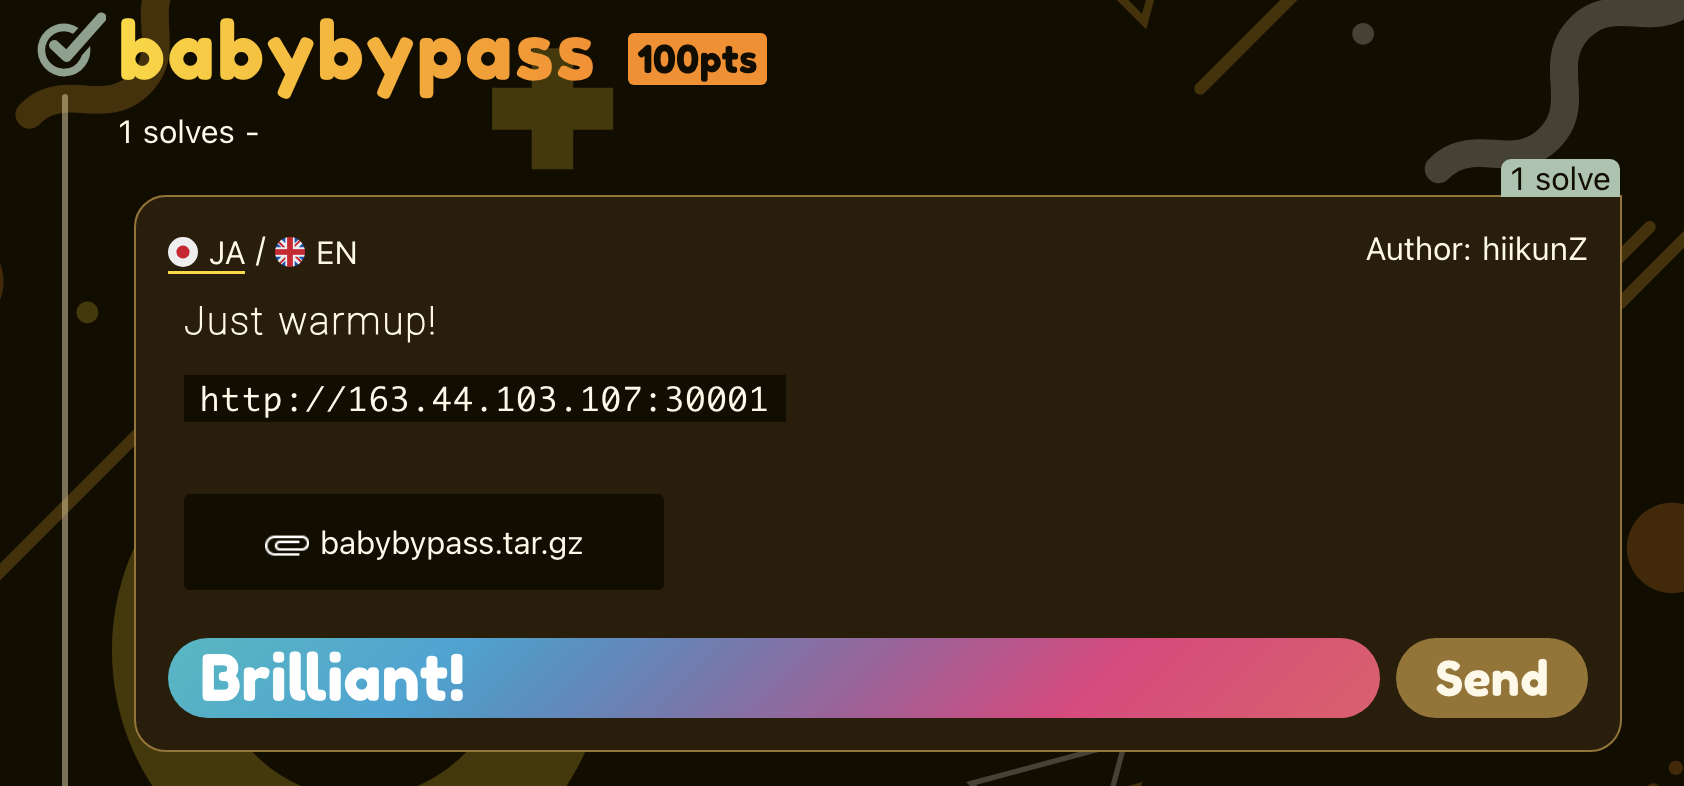 babybypass 100pts
1 solves -
1 solve
JA / EN
Author: hiikunZ
Just warmup!
http://163.44.103.107:30001
babybypass.tar.gz
Brilliant!
Send